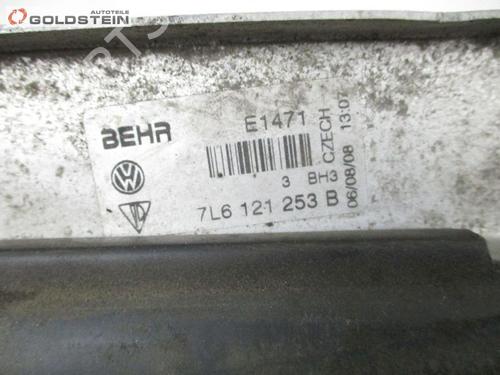 AUTOTEILE
GOLDSTEIN
BEHR
E1471
3 BH3
7L6 121 253 B
CZECH
06/08/08 13:07